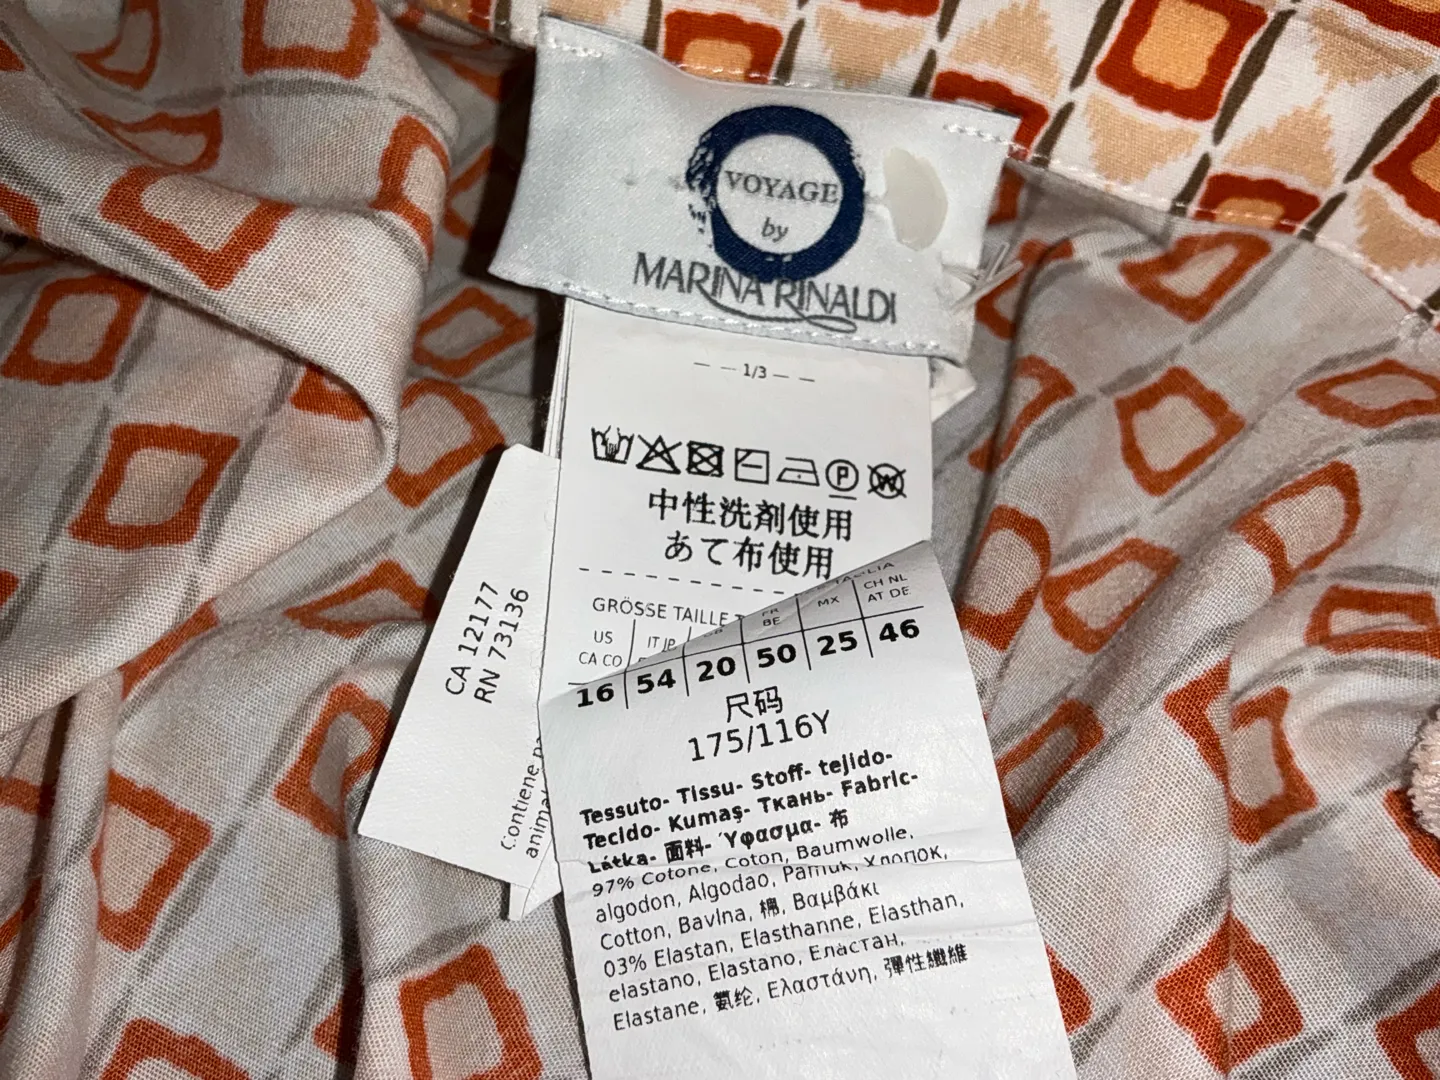 VOYAGE
by
MARINA RINALDI
— — 1/3 — —
中性洗剤使用
あて布使用
GRÖSSE TAILLE
US IT JP FR MX CH NL
CA CO BE AT DE
16 54 20 50 25 46
尺码
175/116Y
Tessuto- Tissu- Stoff- tejido-
Tecido- Kumaş- Ткань- Fabric-
Látka- 面料- Ύφασμα- 布
97% Cotone, Coton, Baumwolle,
algodon, Algodao, Pamuk, Хлопок,
Cotton, Bavlna, 棉, Βαμβάκι
03% Elastan, Elasthanne, Elasthan,
elastano, Elastano, Еластан,
Elastane, 氨纶, Ελαστάνη, 弾性繊維
CA 12177
RN 73136
Contiene